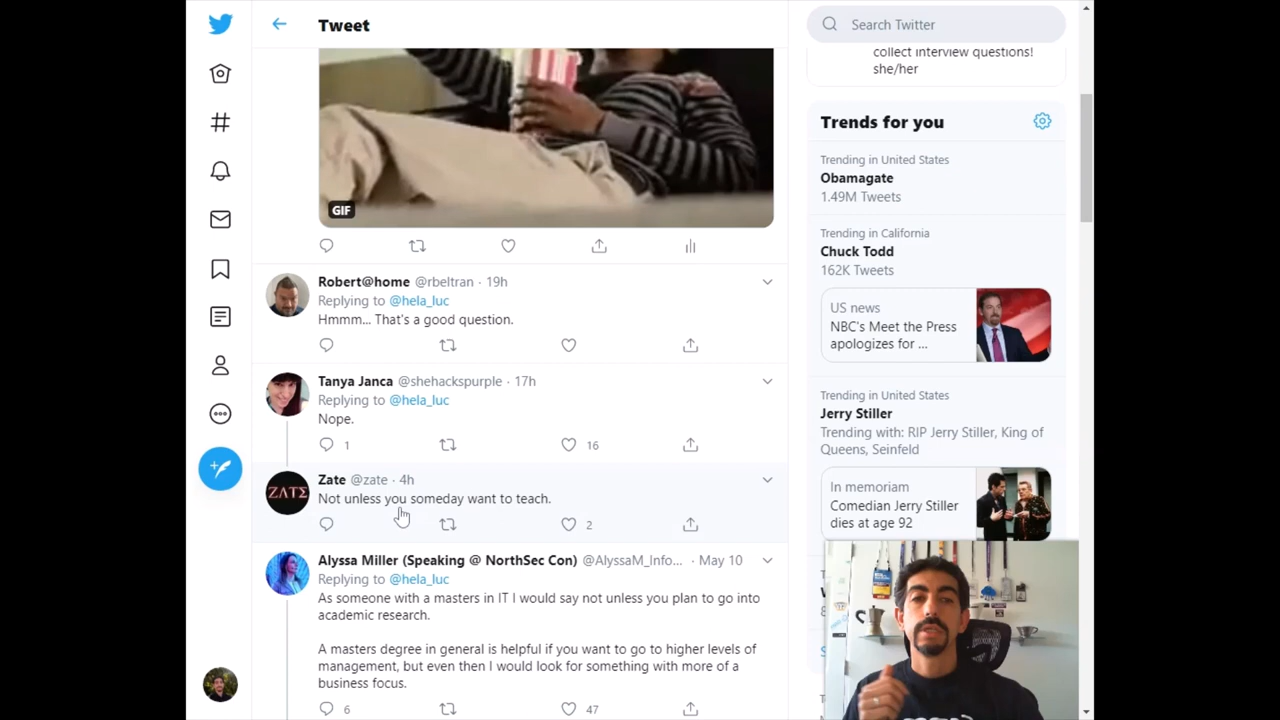 Tweet
Search Twitter
collect interview questions!
she/her
Trends for you
Trending in United States
Obamagate
1.49M Tweets
Trending in California
Chuck Todd
162K Tweets
US news
NBC's Meet the Press
apologizes for ...
Trending in United States
Jerry Stiller
Trending with: RIP Jerry Stiller, King of
Queens, Seinfeld
In memoriam
Comedian Jerry Stiller
dies at age 92
GIF
Robert@home @rbeltran · 19h
Replying to @hela_luc
Hmmm... That's a good question.
Tanya Janca @shehackspurple · 17h
Replying to @hela_luc
Nope.
1 16
ZATE
Zate @zate · 4h
Not unless you someday want to teach.
2
Alyssa Miller (Speaking @ NorthSec Con) @AlyssaM_Info... · May 10
Replying to @hela_luc
As someone with a masters in IT I would say not unless you plan to go into
academic research.
A masters degree in general is helpful if you want to go to higher levels of
management, but even then I would look for something with more of a
business focus.
6 47